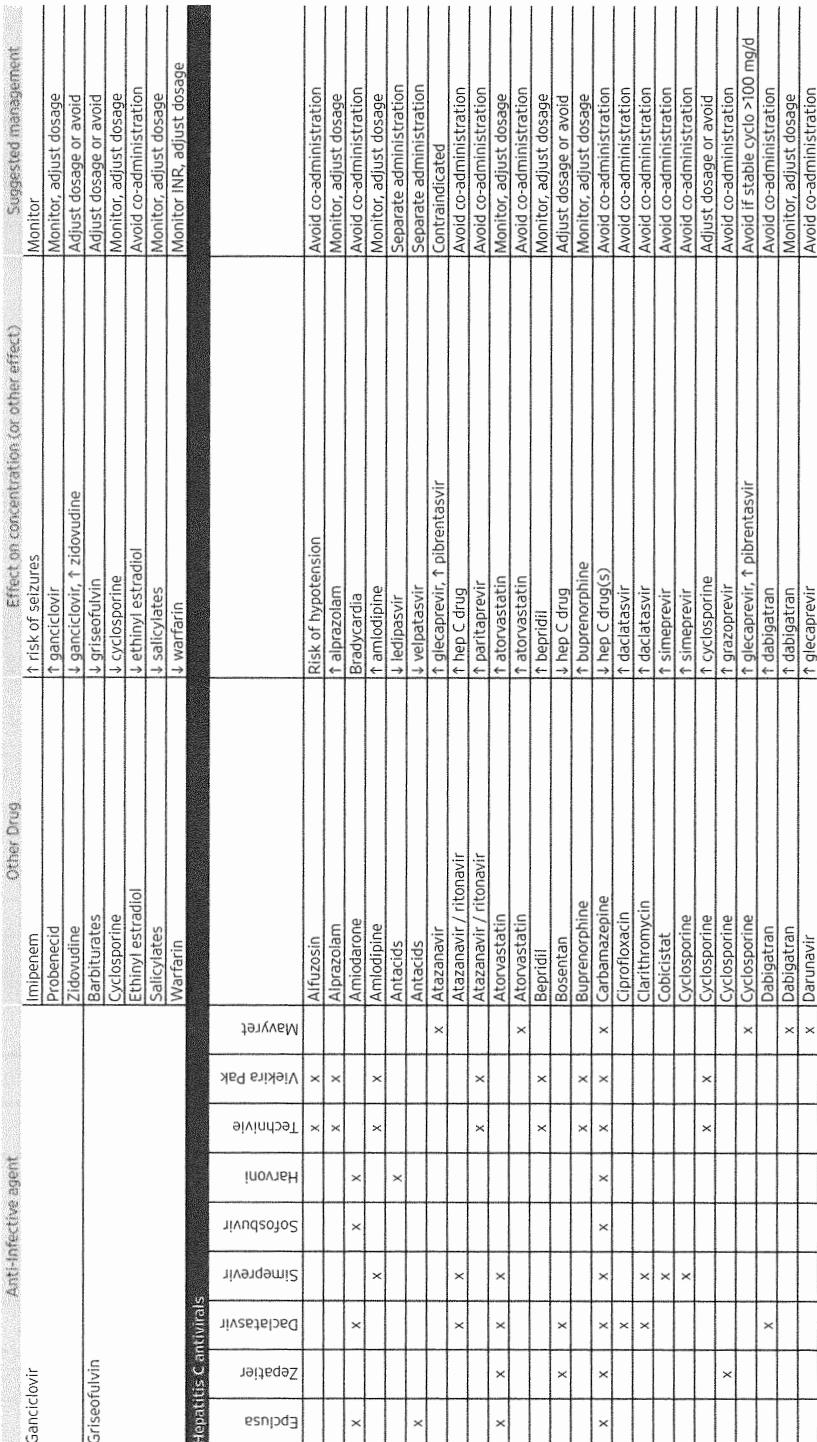 Anti-Infective agent Other Drug Effect on concentration (or other effect) Suggested management
Ganciclovir Imipenem ↑ risk of seizures Monitor
Probenecid ↑ ganciclovir Monitor, adjust dosage
Zidovudine ↓ ganciclovir, ↑ zidovudine Adjust dosage or avoid
Griseofulvin Barbiturates ↓ griseofulvin Adjust dosage or avoid
Cyclosporine ↓ cyclosporine Monitor, adjust dosage
Ethinyl estradiol ↓ ethinyl estradiol Avoid co-administration
Salicylates ↓ salicylates Monitor, adjust dosage
Warfarin ↓ warfarin Monitor INR, adjust dosage
Hepatitis C antivirals
Epclusa Zepatier Daclatasvir Simeprevir Sofosbuvir Harvoni Technivie Viekira Pak Mavyret
x x Alfuzosin Risk of hypotension Avoid co-administration
x x Alprazolam ↑ alprazolam Monitor, adjust dosage
x x x x Amiodarone Bradycardia Avoid co-administration
x x x Amlodipine ↑ amlodipine Monitor, adjust dosage
x Antacids ↓ ledipasvir Separate administration
x Antacids ↓ velpatasvir Separate administration
x Atazanavir ↑ glecaprevir, ↑ pibrentasvir Contraindicated
x x Atazanavir / ritonavir ↑ hep C drug Avoid co-administration
x x Atazanavir / ritonavir ↑ paritaprevir Avoid co-administration
x x x x Atorvastatin ↑ atorvastatin Monitor, adjust dosage
x Atorvastatin ↑ atorvastatin Avoid co-administration
x x Bepridil ↑ bepridil Monitor, adjust dosage
x x Bosentan ↓ hep C drug Adjust dosage or avoid
x x Buprenorphine ↑ buprenorphine Monitor, adjust dosage
x x x x x x x x x Carbamazepine ↓ hep C drug(s) Avoid co-administration
x Ciprofloxacin ↑ daclatasvir Avoid co-administration
x x Clarithromycin ↑ daclatasvir Avoid co-administration
x Cobicistat ↑ simeprevir Avoid co-administration
x Cyclosporine ↑ simeprevir Avoid co-administration
x x Cyclosporine ↑ cyclosporine Adjust dosage or avoid
x Cyclosporine ↑ grazoprevir Avoid co-administration
x Cyclosporine ↑ glecaprevir, ↑ pibrentasvir Avoid if stable cyclo >100 mg/d
x Dabigatran ↑ dabigatran Avoid co-administration
x Dabigatran ↑ dabigatran Monitor, adjust dosage
x Darunavir ↑ glecaprevir Avoid co-administration